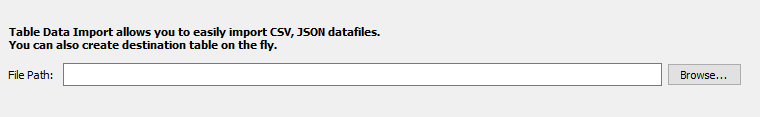 Table Data Import allows you to easily import CSV, JSON datafiles.
You can also create destination table on the fly.
File Path:
Browse...